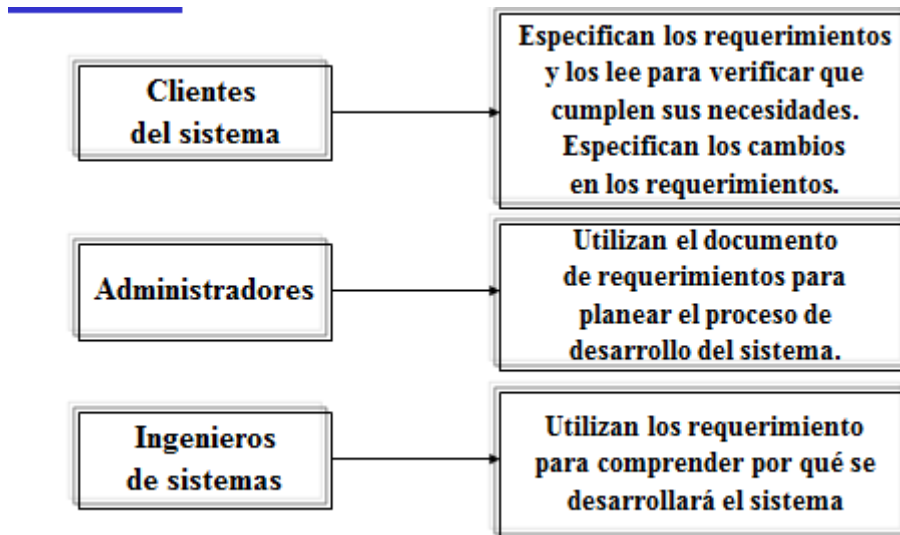 Clientes
del sistema
Especifican los requerimientos
y los lee para verificar que
cumplen sus necesidades.
Especifican los cambios
en los requerimientos.
Administradores
Utilizan el documento
de requerimientos para
planear el proceso de
desarrollo del sistema.
Ingenieros
de sistemas
Utilizan los requerimiento
para comprender por qué se
desarrollará el sistema